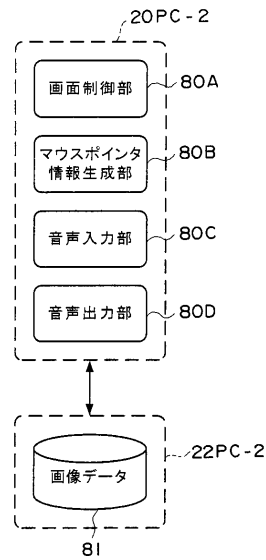 20PC-2
画面制御部
80A
マウスポインタ
情報生成部
80B
音声入力部
80C
音声出力部
80D
22PC-2
画像データ
81